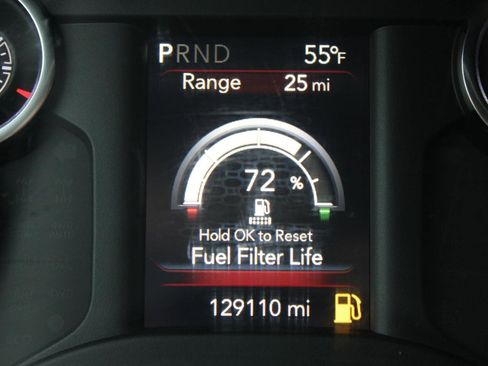 PRND 55°F
Range 25 mi
72 %
Hold OK to Reset
Fuel Filter Life
129110 mi